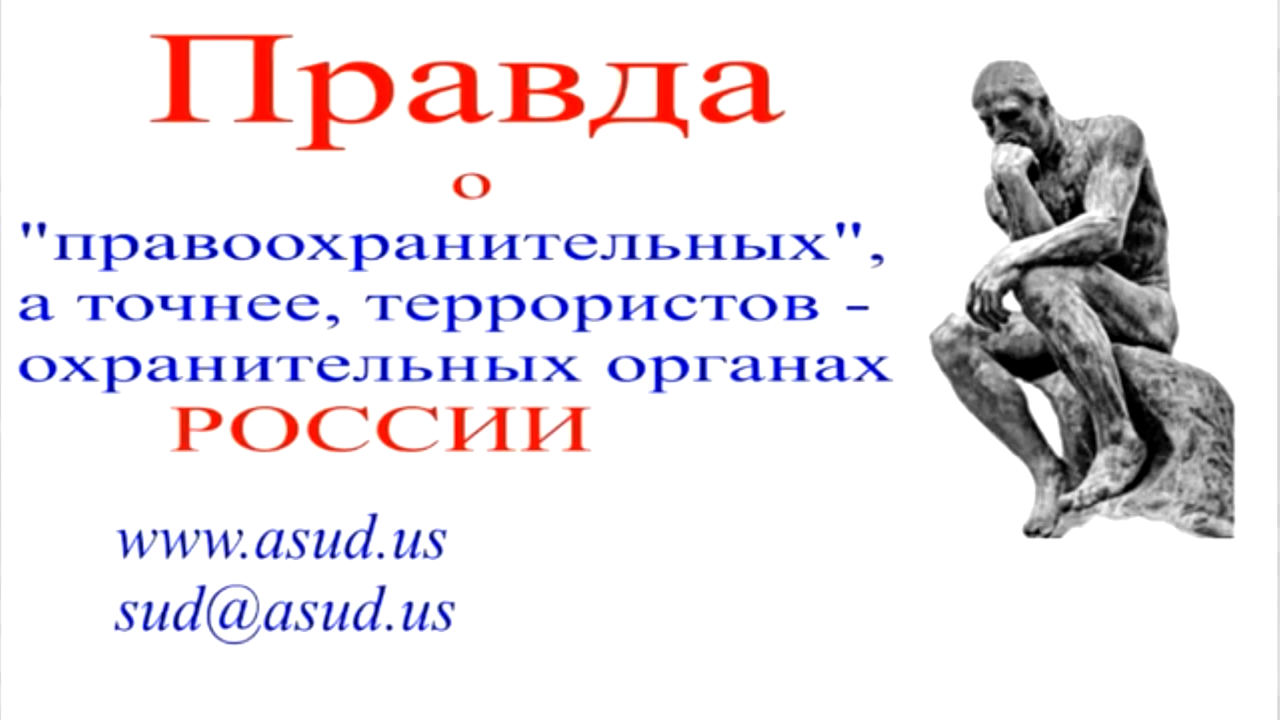 Правда
о
"правоохранительных",
а точнее, террористов -
охранительных органах
РОССИИ
www.asud.us
sud@asud.us